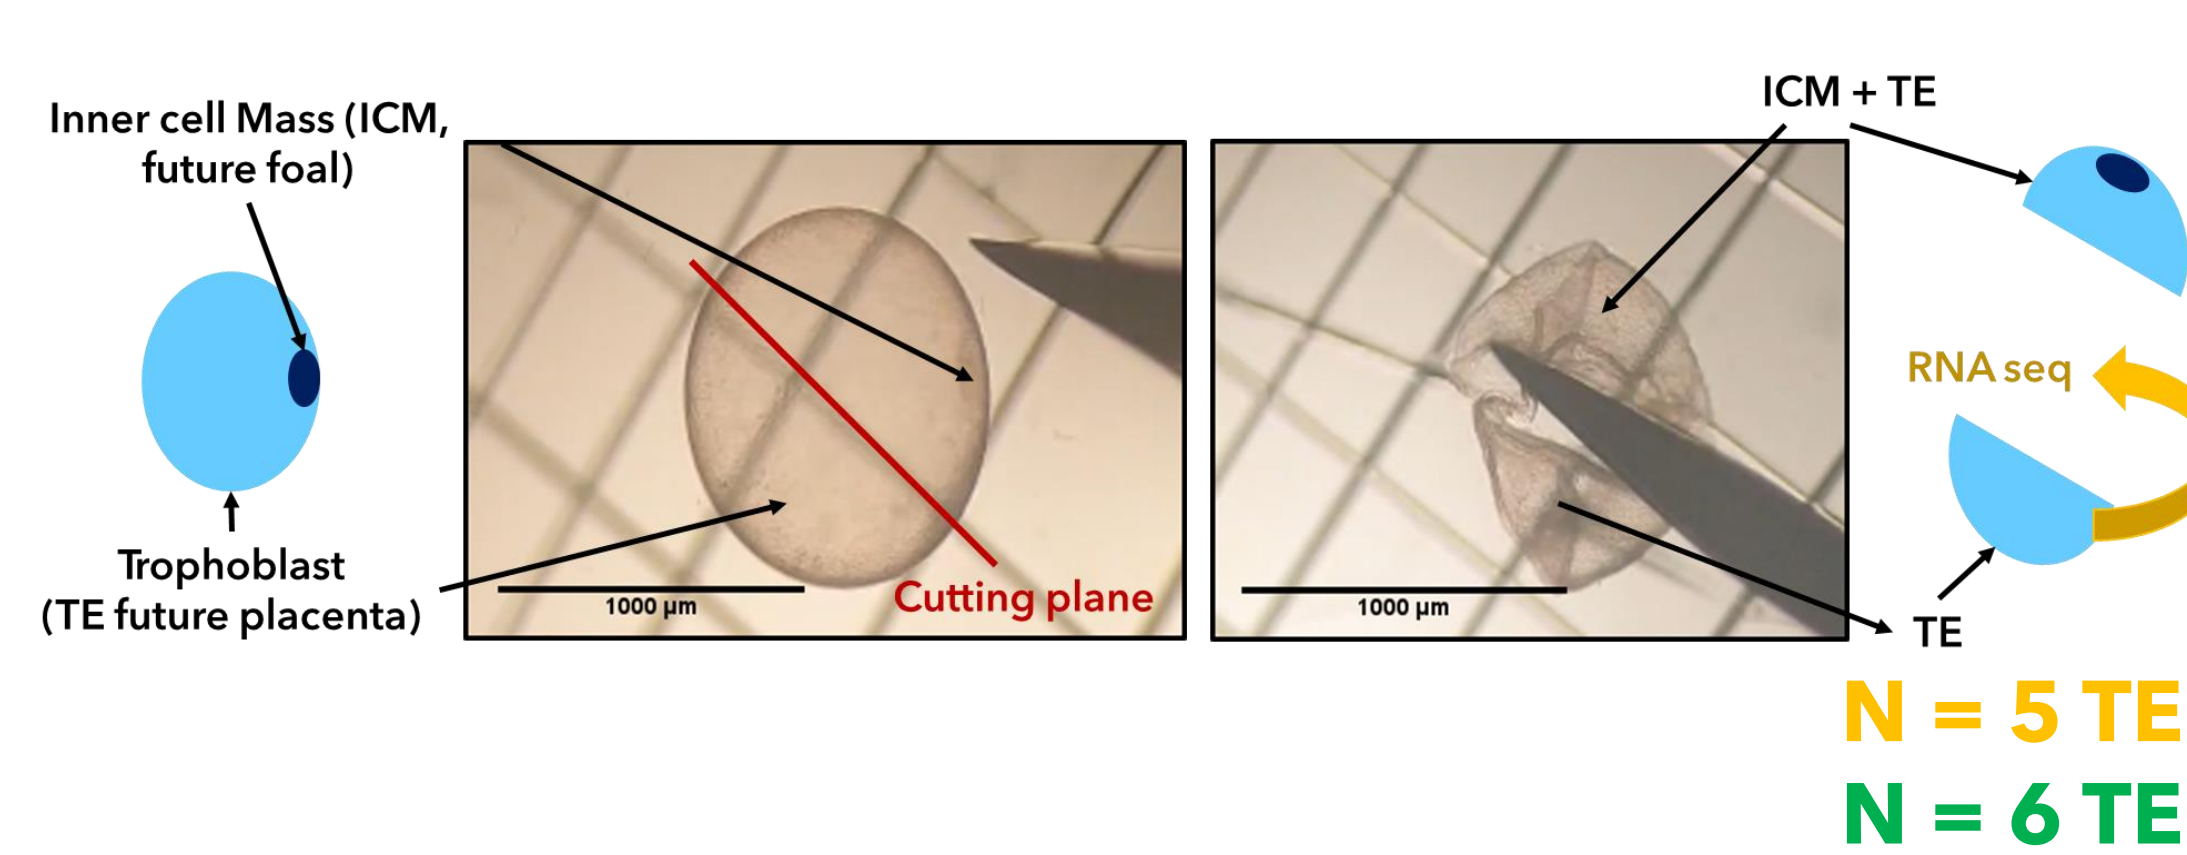 Inner cell Mass (ICM,
future foal)
Trophoblast
(TE future placenta)
1000 µm
Cutting plane
1000 µm
ICM + TE
RNA seq
TE
N = 5 TE
N = 6 TE